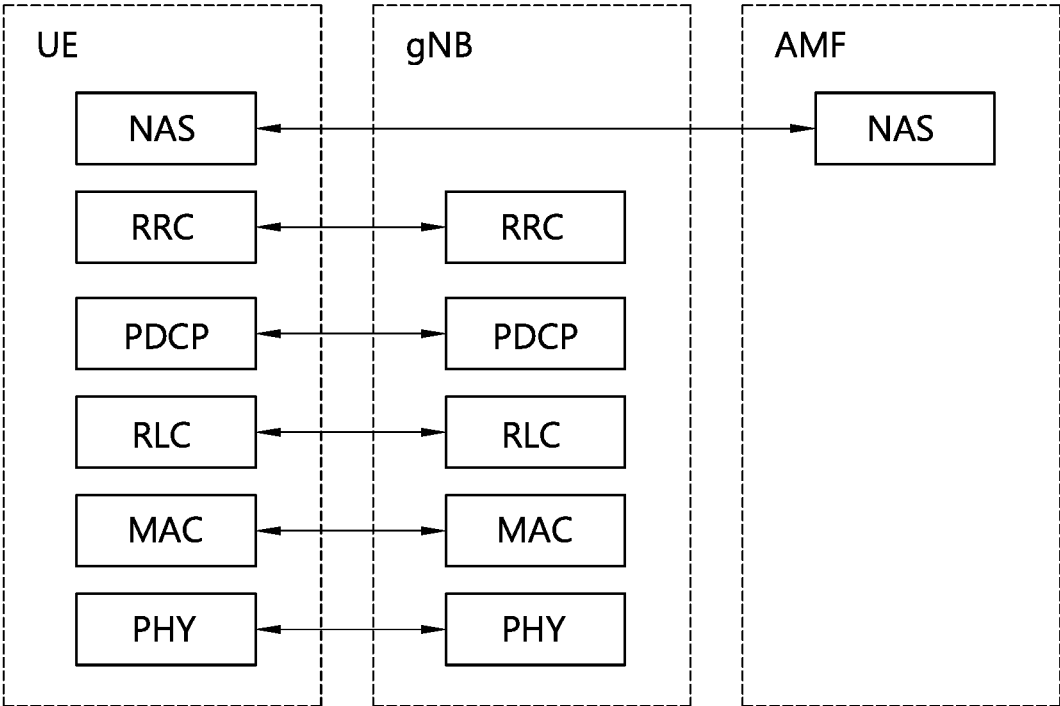 UE gNB AMF
NAS NAS
RRC RRC
PDCP PDCP
RLC RLC
MAC MAC
PHY PHY